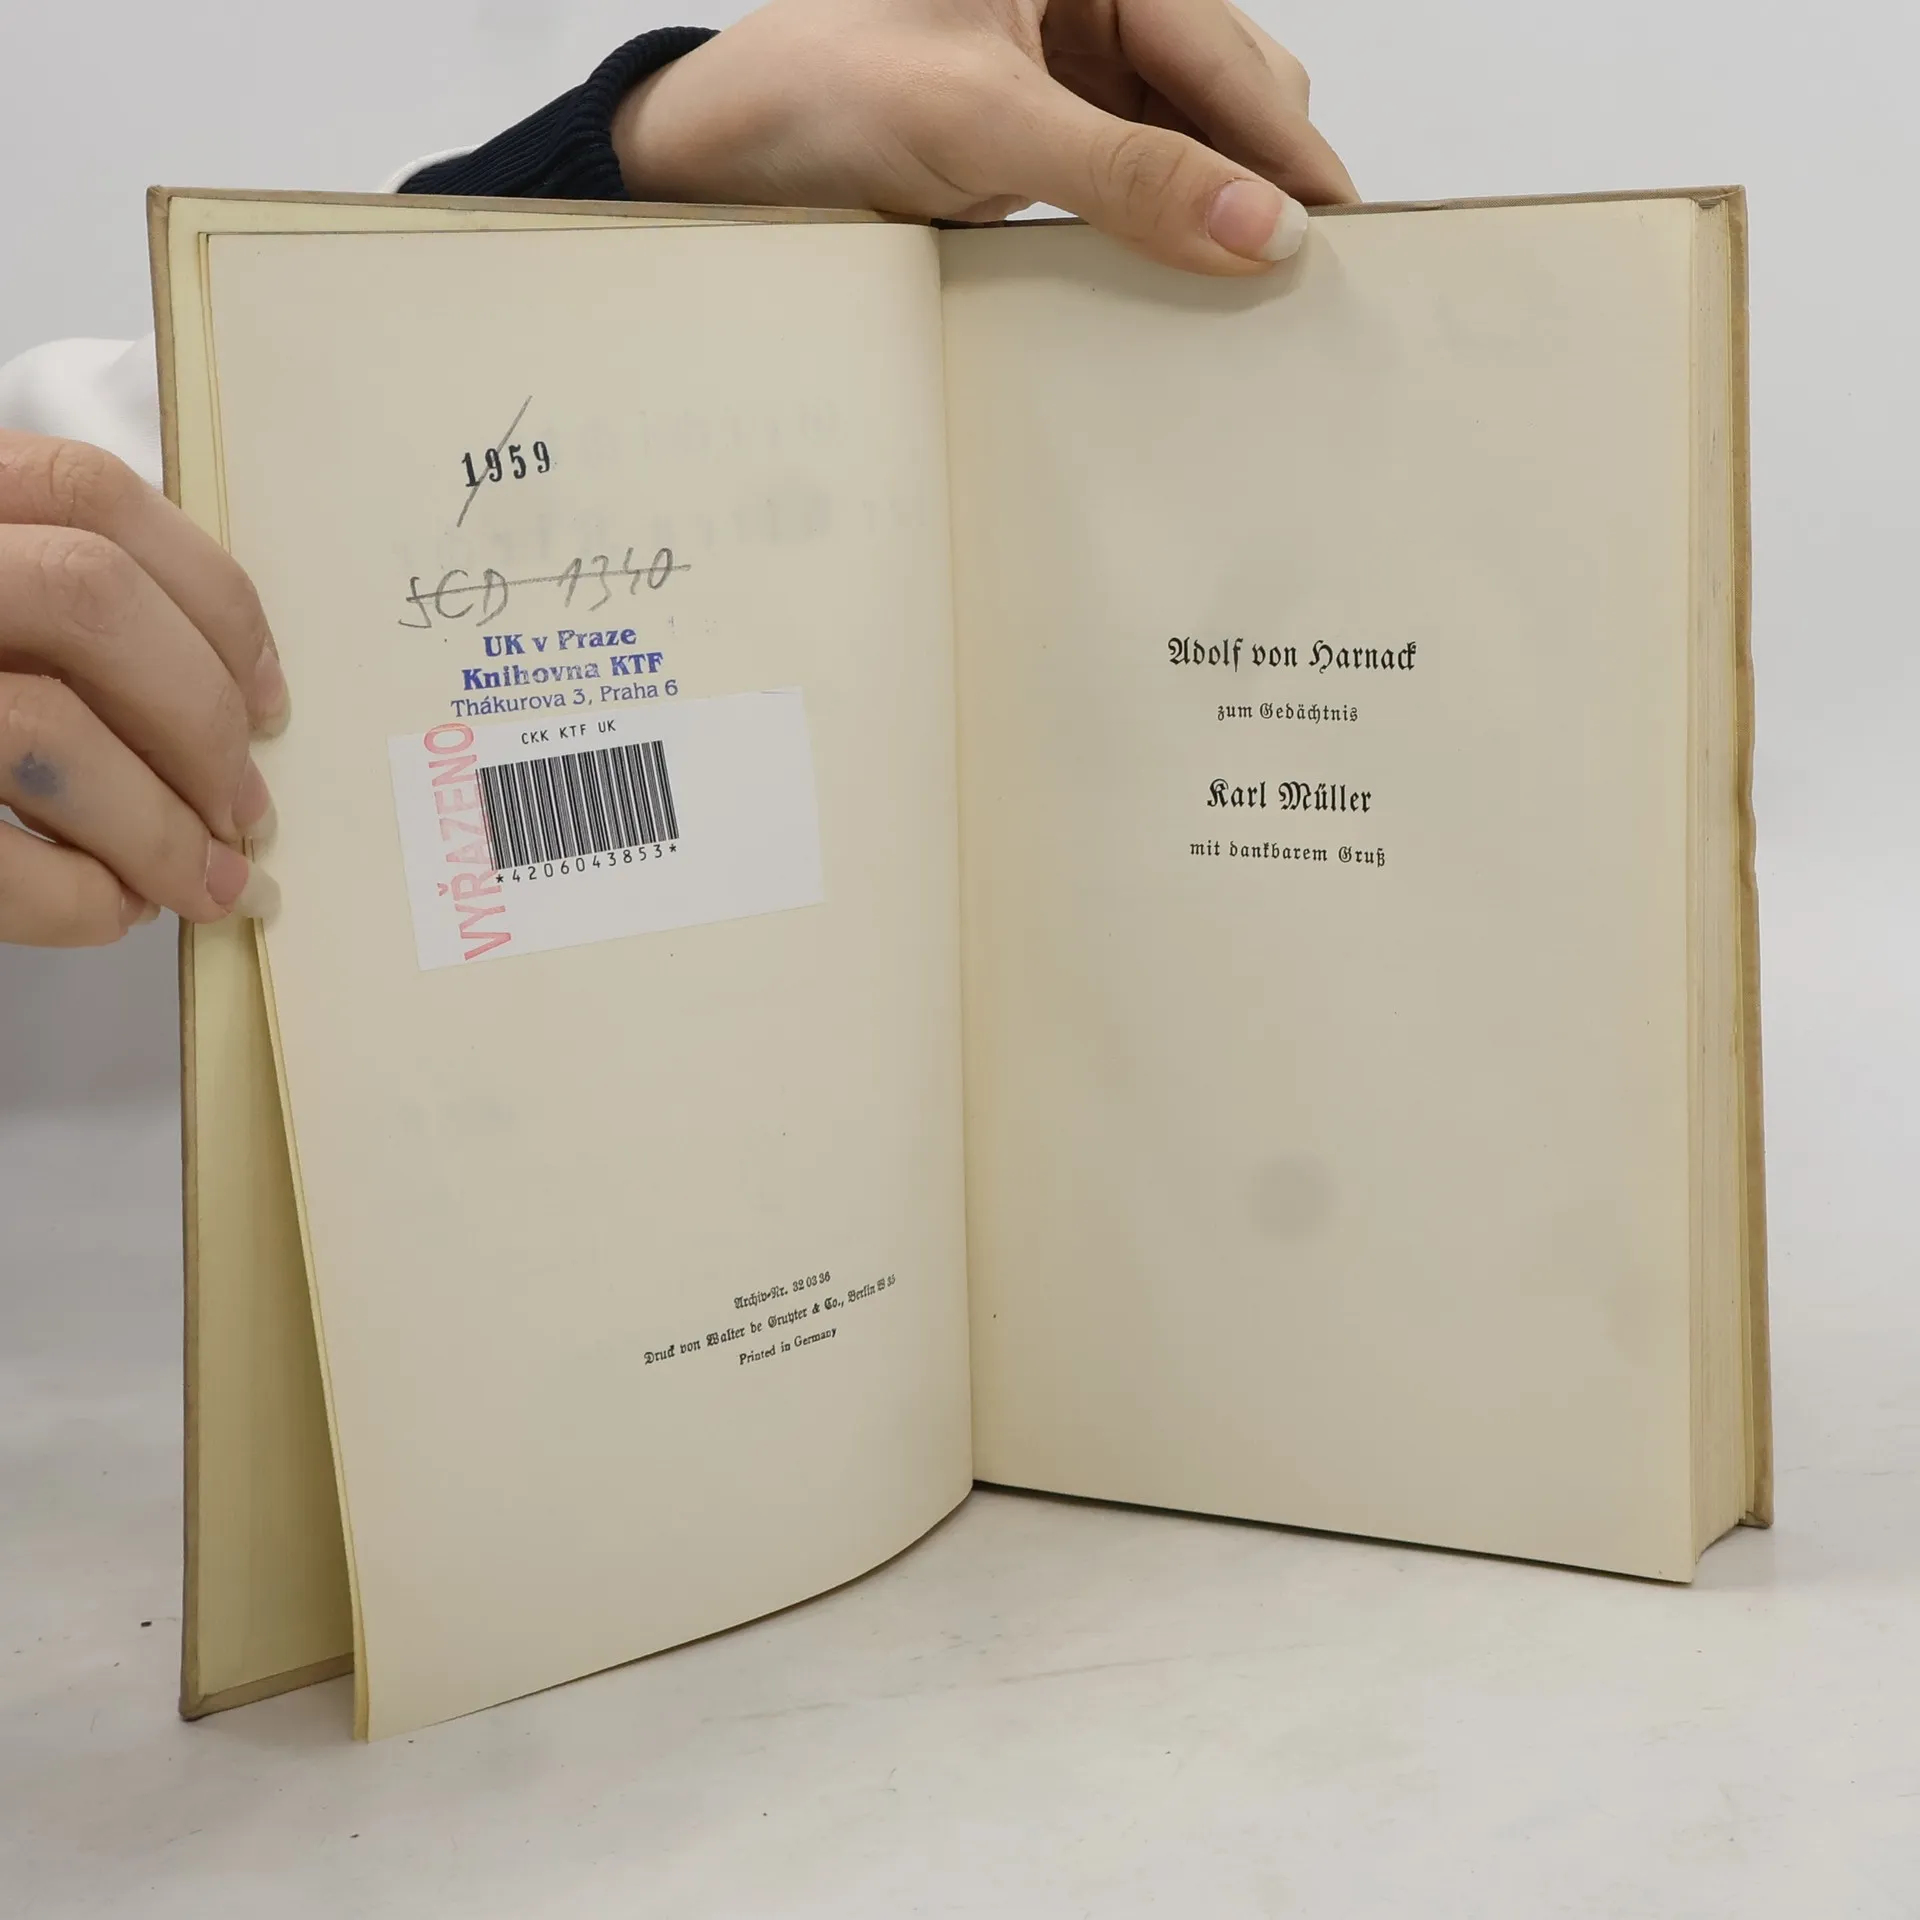 1959
SCD 1340
UK v Praze
Knihovna KTF
Thákurova 3, Praha 6
CKK KTF UK
*4206043853*
VYŘAZENO
Archiv-Nr. 32 03 36
Druck von Walter de Gruyter & Co., Berlin W 35
Printed in Germany
Adolf von Harnack
zum Gedächtnis
Karl Müller
mit dankbarem Gruß